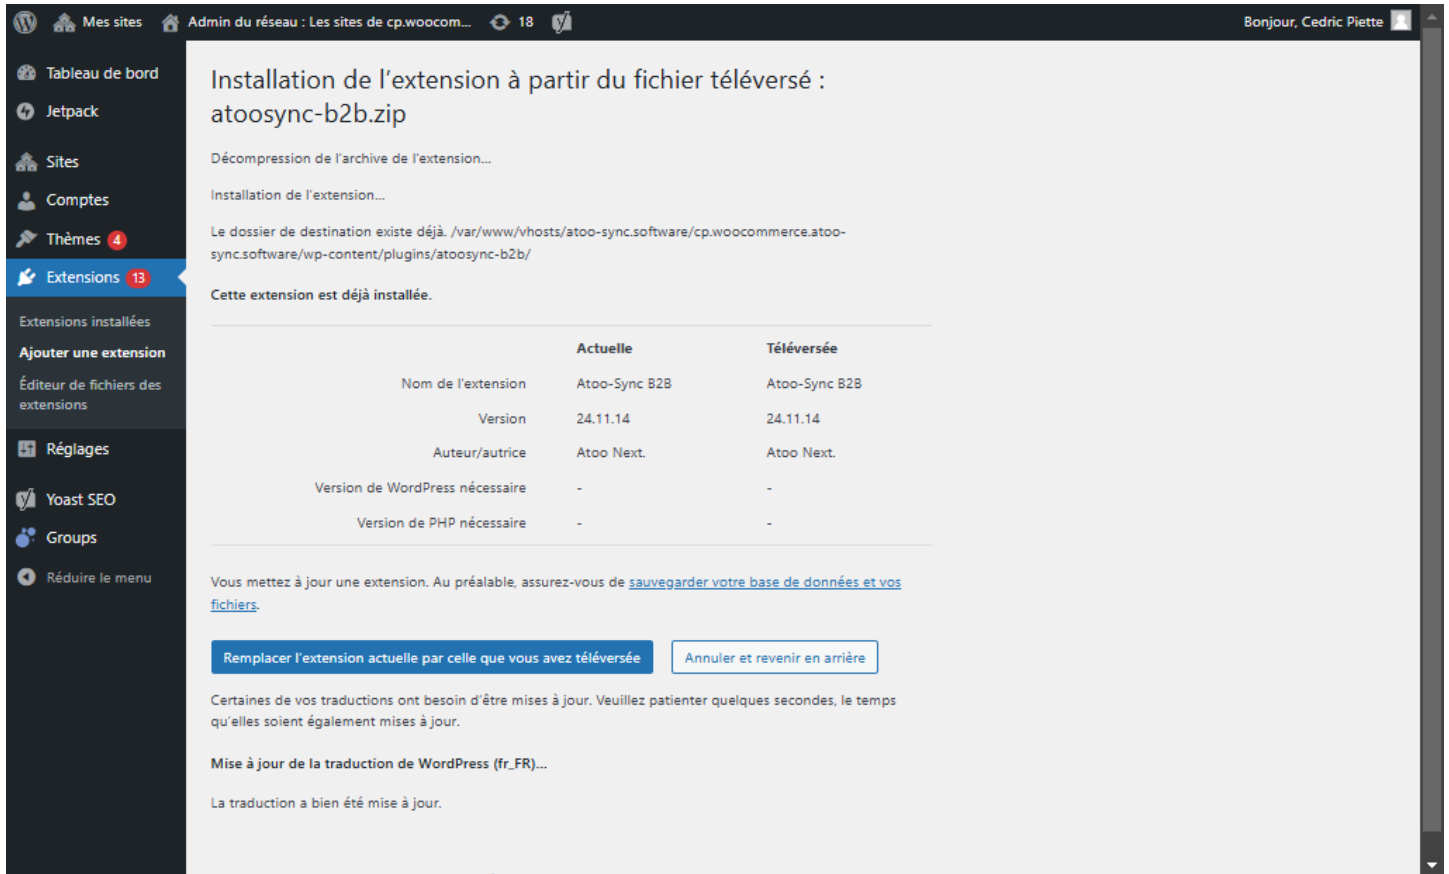 Mes sites
Admin du réseau : Les sites de cp.woocom...
18
Bonjour, Cedric Piette
Tableau de bord
Jetpack
Sites
Comptes
Thèmes 4
Extensions 13
Extensions installées
Ajouter une extension
Éditeur de fichiers des
extensions
Réglages
Yoast SEO
Groups
Réduire le menu
Installation de l’extension à partir du fichier téléversé :
atoosync-b2b.zip
Décompression de l’archive de l’extension...
Installation de l’extension...
Le dossier de destination existe déjà. /var/www/vhosts/atoo-sync.software/cp.woocommerce.atoo-
sync.software/wp-content/plugins/atoosync-b2b/
Cette extension est déjà installée.
Actuelle Téléversée
Nom de l’extension Atoo-Sync B2B Atoo-Sync B2B
Version 24.11.14 24.11.14
Auteur/autrice Atoo Next. Atoo Next.
Version de WordPress nécessaire - -
Version de PHP nécessaire - -
Vous mettez à jour une extension. Au préalable, assurez-vous de sauvegarder votre base de données et vos
fichiers.
Remplacer l’extension actuelle par celle que vous avez téléversée
Annuler et revenir en arrière
Certaines de vos traductions ont besoin d’être mises à jour. Veuillez patienter quelques secondes, le temps
qu’elles soient également mises à jour.
Mise à jour de la traduction de WordPress (fr_FR)...
La traduction a bien été mise à jour.